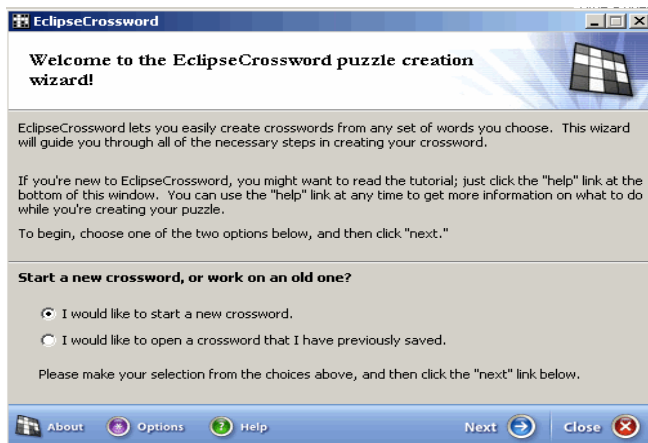 EclipseCrossword
Welcome to the EclipseCrossword puzzle creation
wizard!
EclipseCrossword lets you easily create crosswords from any set of words you choose. This wizard
will guide you through all of the necessary steps in creating your crossword.
If you're new to EclipseCrossword, you might want to read the tutorial; just click the "help" link at the
bottom of this window. You can use the "help" link at any time to get more information on what to do
while you're creating your puzzle.
To begin, choose one of the two options below, and then click "next."
Start a new crossword, or work on an old one?
I would like to start a new crossword.
I would like to open a crossword that I have previously saved.
Please make your selection from the choices above, and then click the "next" link below.
About Options Help Next Close